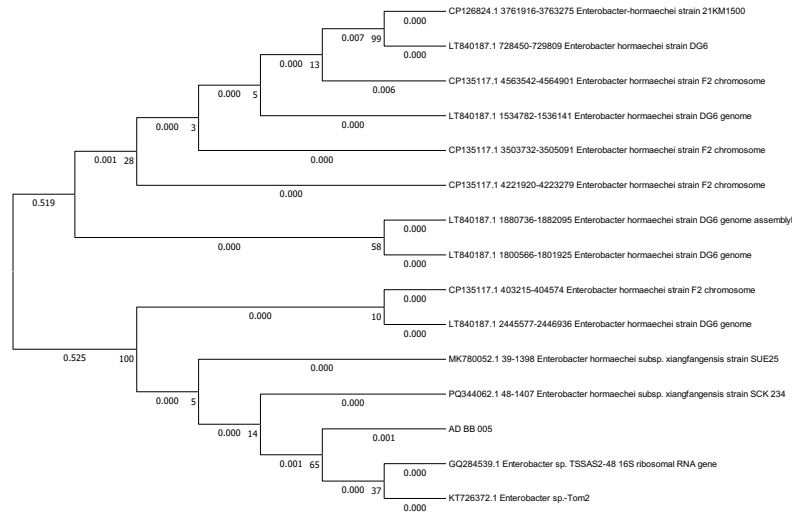 CP126824.1 3761916-3763275 Enterobacter-hormaechei strain 21KM1500
0.000
0.007 99
LT840187.1 728450-729809 Enterobacter hormaechei strain DG6
0.000
0.000 13
CP135117.1 4563542-4564901 Enterobacter hormaechei strain F2 chromosome
0.006
0.000 5
LT840187.1 1534782-1536141 Enterobacter hormaechei strain DG6 genome
0.000
0.000 3
CP135117.1 3503732-3505091 Enterobacter hormaechei strain F2 chromosome
0.000
0.001 28
CP135117.1 4221920-4223279 Enterobacter hormaechei strain F2 chromosome
0.000
0.519
LT840187.1 1880736-1882095 Enterobacter hormaechei strain DG6 genome assembly
0.000
0.000 58
LT840187.1 1800566-1801925 Enterobacter hormaechei strain DG6 genome
0.000
CP135117.1 403215-404574 Enterobacter hormaechei strain F2 chromosome
0.000
0.000 10
LT840187.1 2445577-2446936 Enterobacter hormaechei strain DG6 genome
0.000
0.525 100
MK780052.1 39-1398 Enterobacter hormaechei subsp. xiangfangensis strain SUE25
0.000
0.000 5
PQ344062.1 48-1407 Enterobacter hormaechei subsp. xiangfangensis strain SCK 234
0.000
0.000 14
AD BB 005
0.001
0.001 65
GQ284539.1 Enterobacter sp. TSSAS2-48 16S ribosomal RNA gene
0.000
0.000 37
KT726372.1 Enterobacter sp.-Tom2
0.000